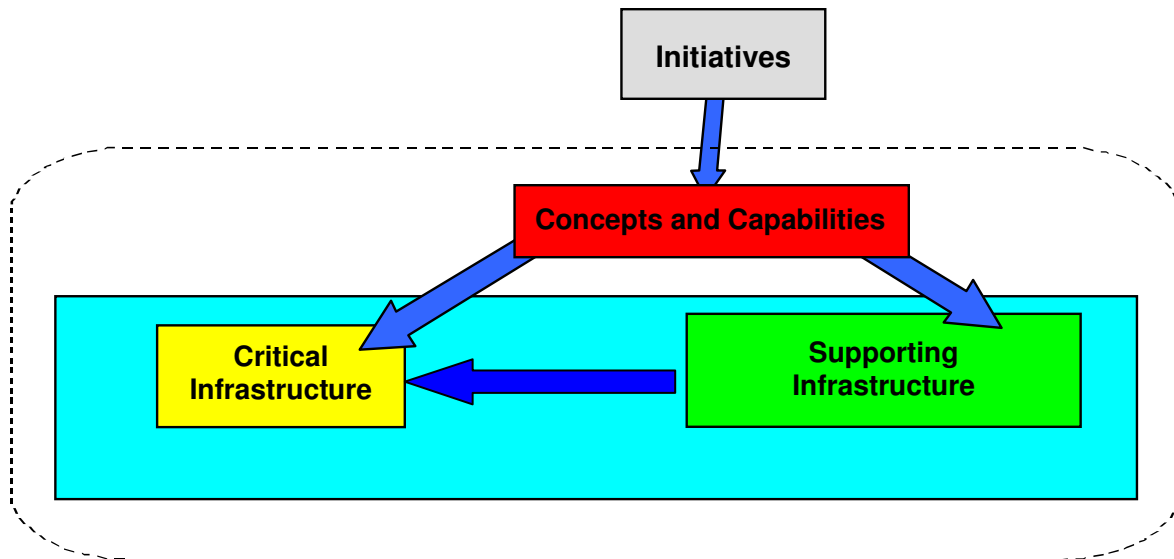 Initiatives
Concepts and Capabilities
Critical
Infrastructure
Supporting
Infrastructure